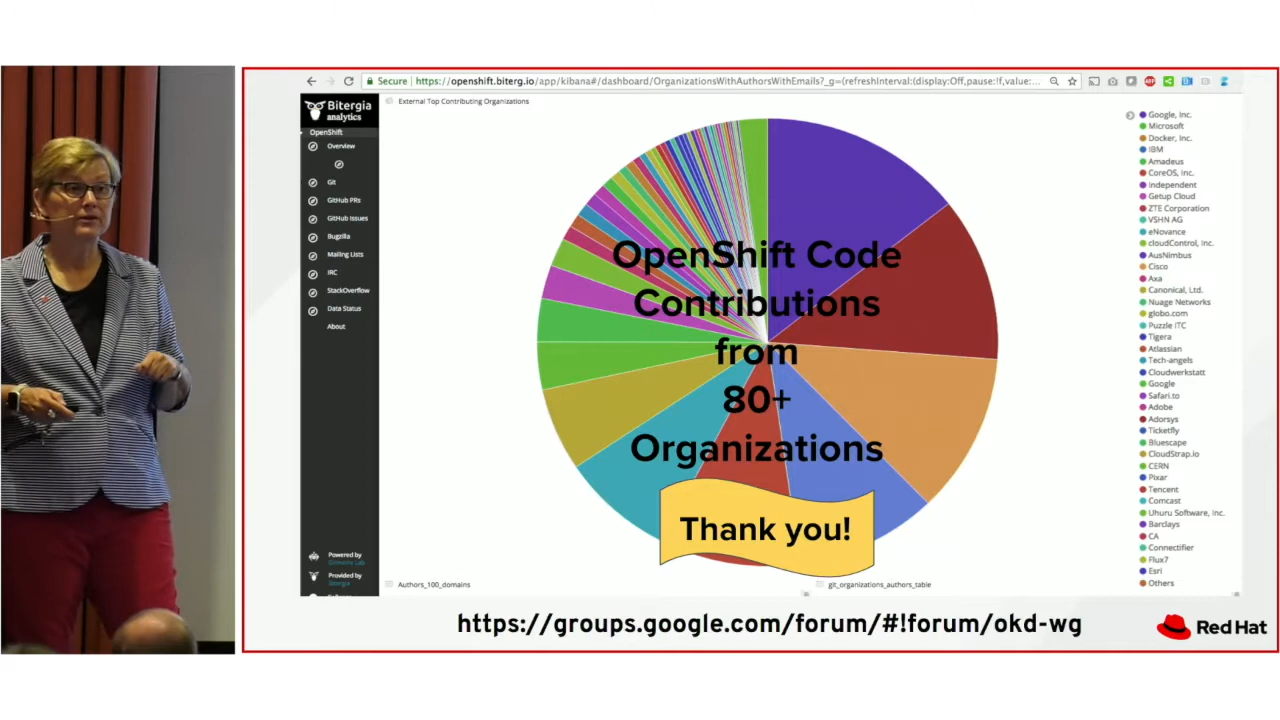 Secure
https://openshift.biterg.io/app/kibana#/dashboard/OrganizationsWithAuthorsWithEmails?_g=(refreshInterval:(display:Off,pause:!f,value:...
Bitergia
analytics
OpenShift
Overview
Git
GitHub PRs
GitHub Issues
Bugzilla
Mailing Lists
IRC
StackOverflow
Data Status
About
Powered by
Grimoire Lab
Provided by
Bitergia
External Top Contributing Organizations
OpenShift Code
Contributions
from
80+
Organizations
Thank you!
Google, Inc.
Microsoft
Docker, Inc.
IBM
Amadeus
CoreOS, Inc.
Independent
Getup Cloud
ZTE Corporation
VSHN AG
eNovance
cloudControl, Inc.
AusNimbus
Cisco
Axa
Canonical, Ltd.
Nuage Networks
globo.com
Puzzle ITC
Tigera
Atlassian
Tech-angels
Cloudwerkstatt
Google
Safari.to
Adobe
Adorsys
Ticketfly
Bluescape
CloudStrap.io
CERN
Pixar
Tencent
Comcast
Uhuru Software, Inc.
Barclays
CA
Connectifier
Flux7
Esri
Others
Authors_100_domains
git_organizations_authors_table
https://groups.google.com/forum/#!forum/okd-wg
Red Hat